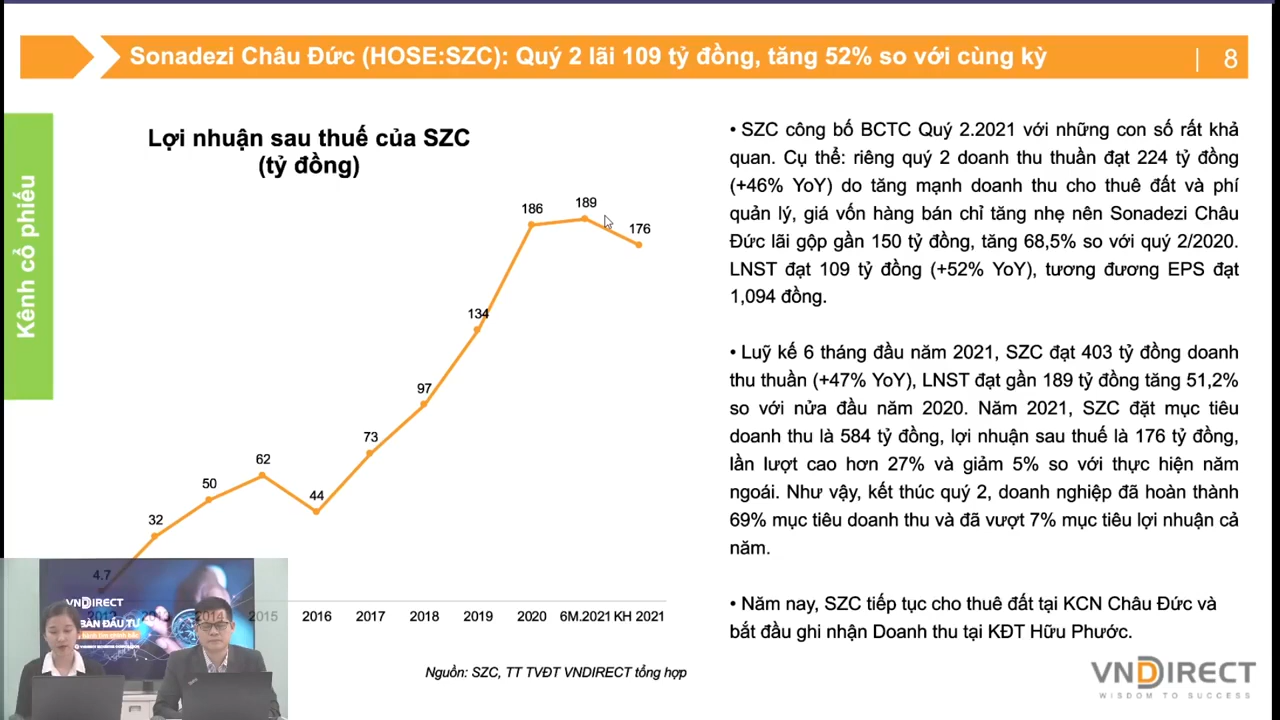 Sonadezi Châu Đức (HOSE:SZC): Quý 2 lãi 109 tỷ đồng, tăng 52% so với cùng kỳ | 8
Kênh cổ phiếu
Lợi nhuận sau thuế của SZC
(tỷ đồng)
4.7
32
50
62
44
73
97
134
186
189
176
2012 2013 2014 2015 2016 2017 2018 2019 2020 6M.2021 KH 2021
Nguồn: SZC, TT TVĐT VNDIRECT tổng hợp
• SZC công bố BCTC Quý 2.2021 với những con số rất khả
quan. Cụ thể: riêng quý 2 doanh thu thuần đạt 224 tỷ đồng
(+46% YoY) do tăng mạnh doanh thu cho thuê đất và phí
quản lý, giá vốn hàng bán chỉ tăng nhẹ nên Sonadezi Châu
Đức lãi gộp gần 150 tỷ đồng, tăng 68,5% so với quý 2/2020.
LNST đạt 109 tỷ đồng (+52% YoY), tương đương EPS đạt
1,094 đồng.
• Luỹ kế 6 tháng đầu năm 2021, SZC đạt 403 tỷ đồng doanh
thu thuần (+47% YoY), LNST đạt gần 189 tỷ đồng tăng 51,2%
so với nửa đầu năm 2020. Năm 2021, SZC đặt mục tiêu
doanh thu là 584 tỷ đồng, lợi nhuận sau thuế là 176 tỷ đồng,
lần lượt cao hơn 27% và giảm 5% so với thực hiện năm
ngoái. Như vậy, kết thúc quý 2, doanh nghiệp đã hoàn thành
69% mục tiêu doanh thu và đã vượt 7% mục tiêu lợi nhuận cả
năm.
• Năm nay, SZC tiếp tục cho thuê đất tại KCN Châu Đức và
bắt đầu ghi nhận Doanh thu tại KĐT Hữu Phước.
VNDIRECT
WISDOM TO SUCCESS
VNDIRECT
BÀN ĐẦU TƯ